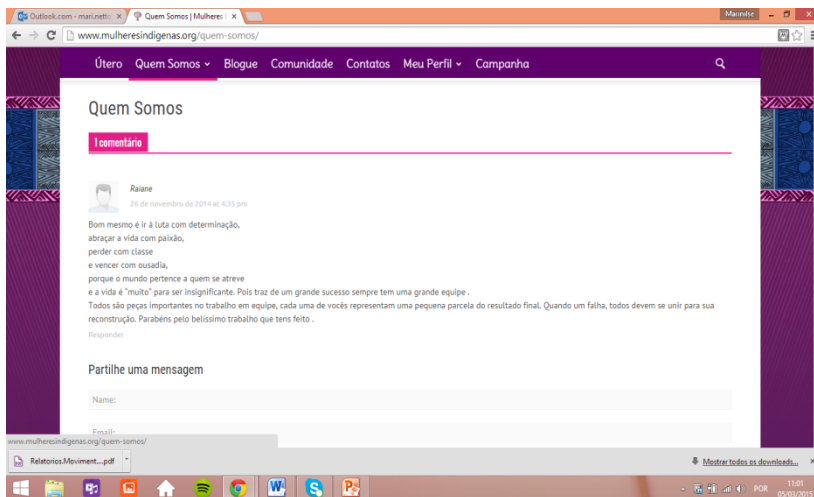 Outlook.com - mari.nett
Quem Somos | Mulheres I
Marinilse
www.mulheresindigenas.org/quem-somos/
Útero Quem Somos Blogue Comunidade Contatos Meu Perfil Campanha
Quem Somos
1 comentário
Raiane
26 de novembro de 2014 at 4:35 pm
Bom mesmo é ir à luta com determinação,
abraçar a vida com paixão,
perder com classe
e vencer com ousadia,
porque o mundo pertence a quem se atreve
e a vida é "muito" para ser insignificante. Pois traz de um grande sucesso sempre tem uma grande equipe .
Todos são peças importantes no trabalho em equipe, cada uma de vocês representam uma pequena parcela do resultado final. Quando um falha, todos devem se unir para sua
reconstrução. Parabéns pelo belíssimo trabalho que tens feito .
Responder
Partilhe uma mensagem
Name:
Email:
www.mulheresindigenas.org/quem-somos/
Relatorios.Moviment....pdf
Mostrar todos os downloads...
POR
11:01
05/03/2015